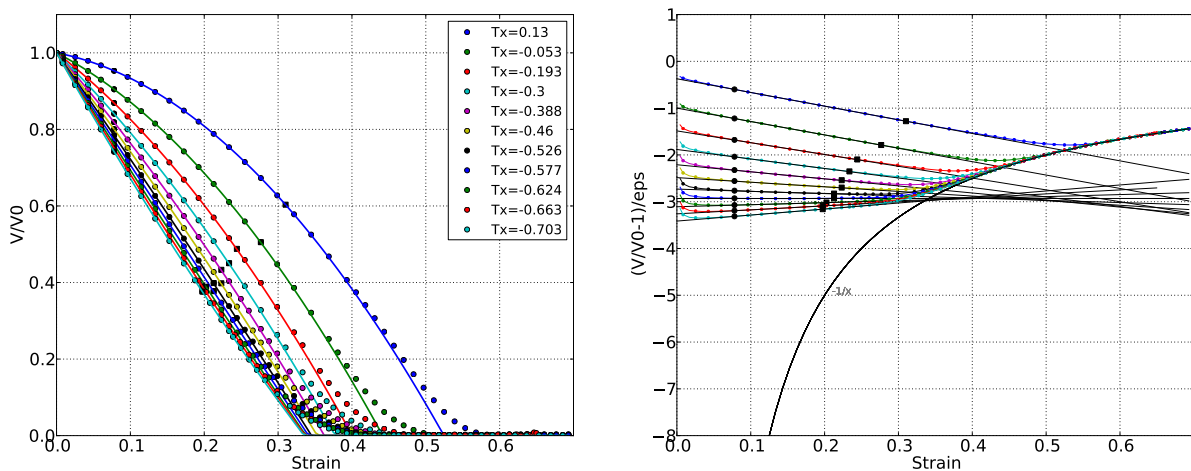 1.0
0.8
0.6
0.4
0.2
0.0
V/V0
0.0 0.1 0.2 0.3 0.4 0.5 0.6
Strain
Tx=0.13
Tx=-0.053
Tx=-0.193
Tx=-0.3
Tx=-0.388
Tx=-0.46
Tx=-0.526
Tx=-0.577
Tx=-0.624
Tx=-0.663
Tx=-0.703
1
0
−1
−2
−3
−4
−5
−6
−7
−8
(V/V0-1)/eps
-1/x
0.0 0.1 0.2 0.3 0.4 0.5 0.6
Strain